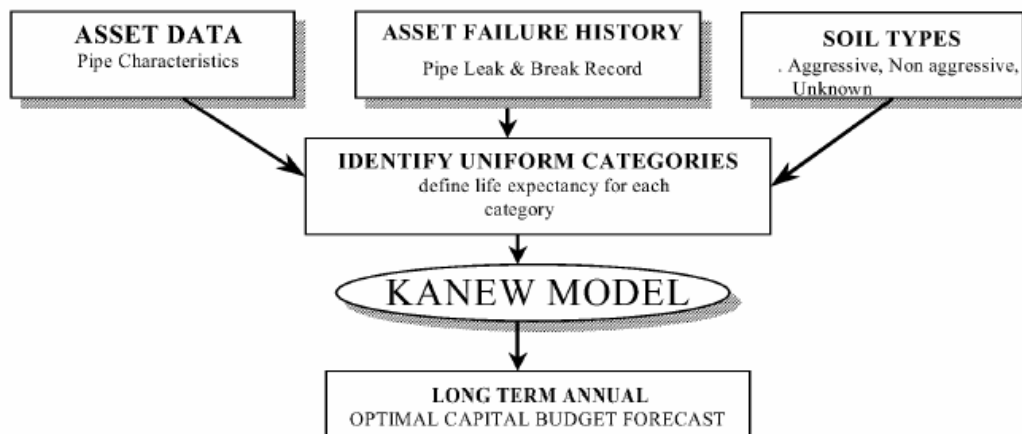 ASSET DATA
Pipe Characteristics
ASSET FAILURE HISTORY
Pipe Leak & Break Record
SOIL TYPES
. Aggressive, Non aggressive,
Unknown
IDENTIFY UNIFORM CATEGORIES
define life expectancy for each
category
KANEW MODEL
LONG TERM ANNUAL
OPTIMAL CAPITAL BUDGET FORECAST